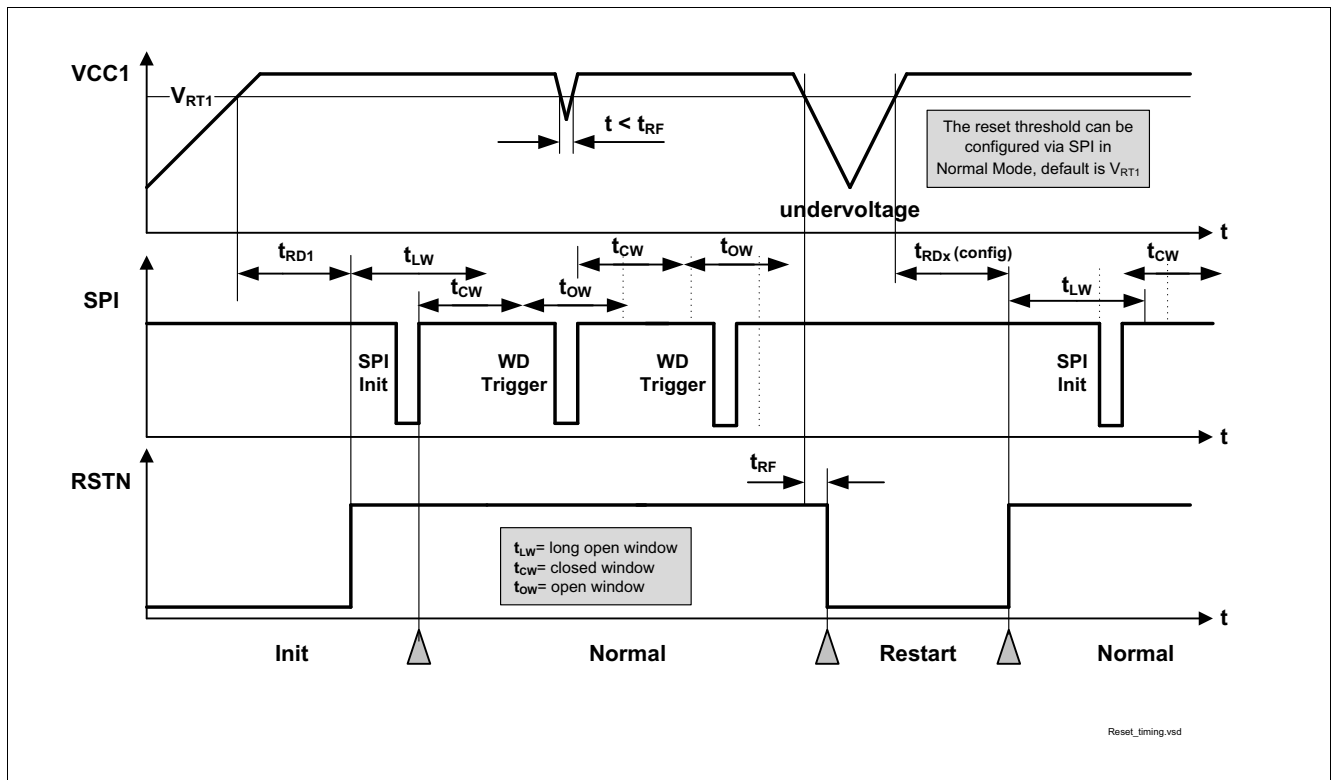 VCC1
VRT1
t < tRF
The reset threshold can be
configured via SPI in
Normal Mode, default is VRT1
undervoltage
t
tRD1
tLW
tCW
tOW
tRDx (config)
tCW
tCW
tOW
tLW
SPI
SPI
Init
WD
Trigger
WD
Trigger
SPI
Init
t
RSTN
tRF
tLW= long open window
tCW= closed window
tOW= open window
t
Init
Normal
Restart
Normal
Reset_timing.vsd